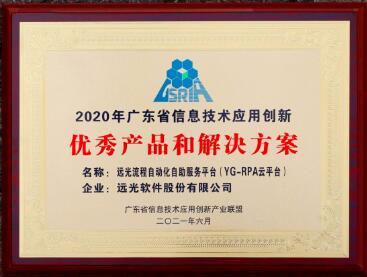 GSRIA
2020年广东省信息技术应用创新
优秀产品和解决方案
名称：远光流程自动化自助服务平台（YG-RPA云平台）
企业：远光软件股份有限公司
广东省信息技术应用创新产业联盟
二〇二一年六月